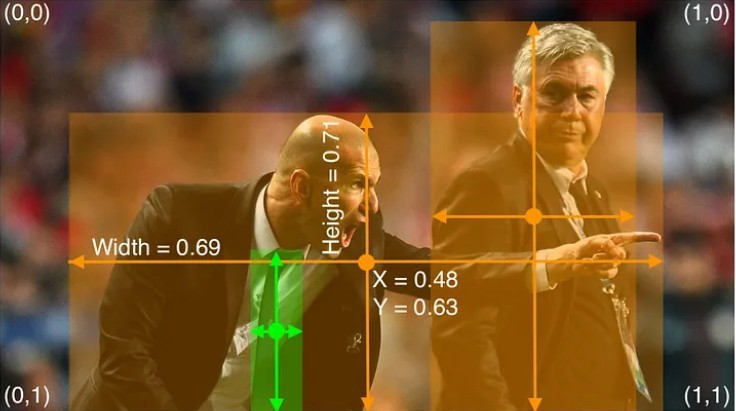 (0,0)
(1,0)
Height = 0.71
Width = 0.69
X = 0.48
Y = 0.63
(0,1)
(1,1)